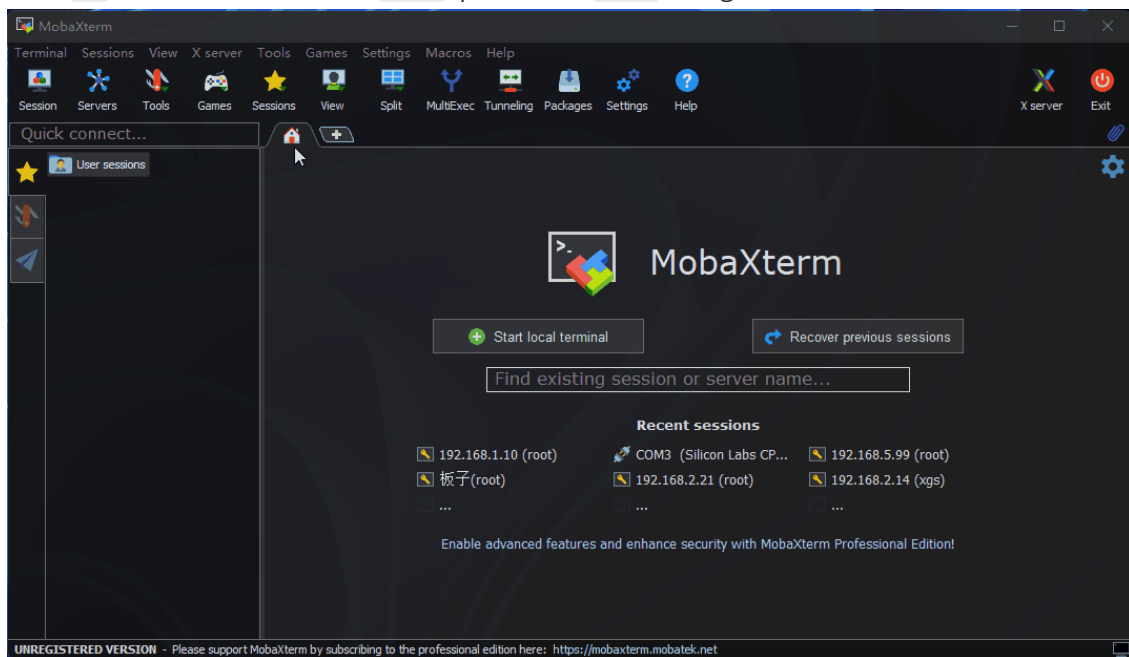 MobaXterm
Terminal Sessions View X server Tools Games Settings Macros Help
Session Servers Tools Games Sessions View Split MultiExec Tunneling Packages Settings Help X server Exit
Quick connect...
User sessions
MobaXterm
Start local terminal Recover previous sessions
Find existing session or server name...
Recent sessions
192.168.1.10 (root) COM3 (Silicon Labs CP... 192.168.5.99 (root)
板子(root) 192.168.2.21 (root) 192.168.2.14 (xgs)
... ... ...
Enable advanced features and enhance security with MobaXterm Professional Edition!
UNREGISTERED VERSION - Please support MobaXterm by subscribing to the professional edition here: https://mobaxterm.mobatek.net